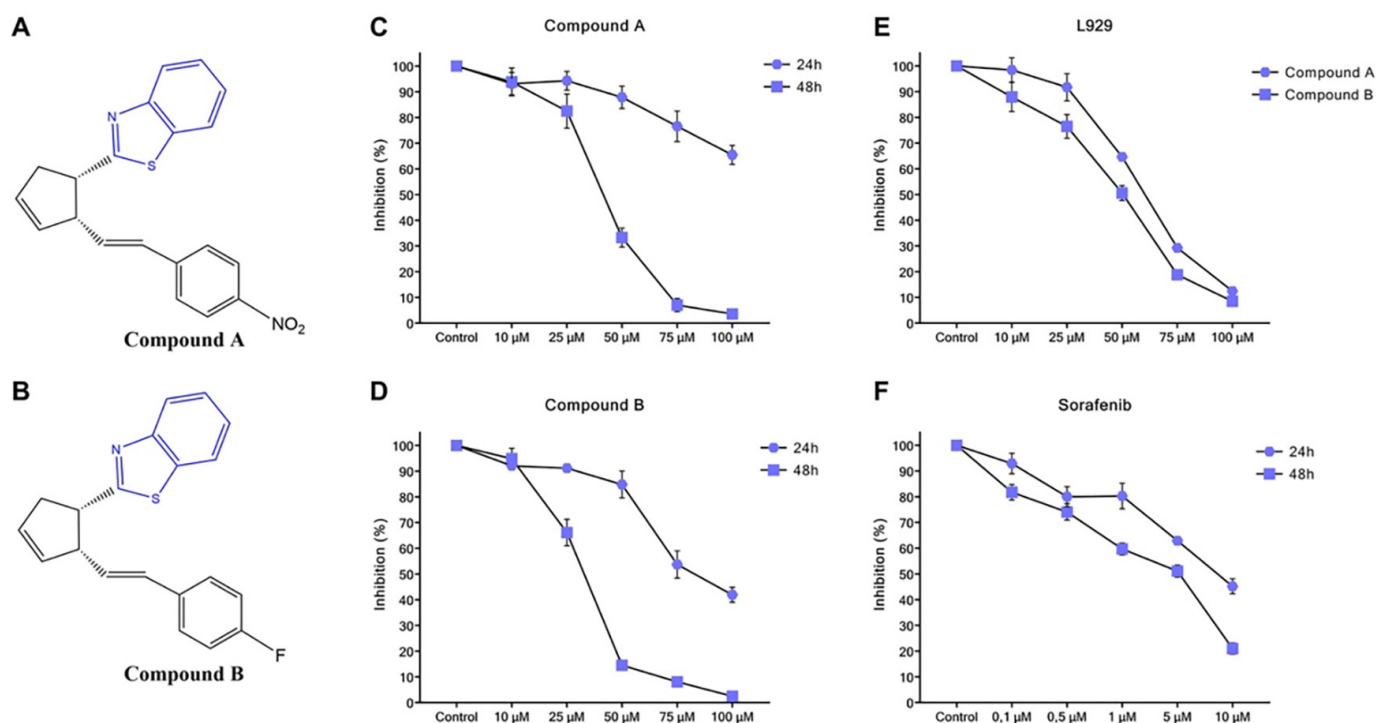 A
N
S
NO2
Compound A
B
N
S
F
Compound B
C
Compound A
24h
48h
Inhibition (%)
100
90
80
70
60
50
40
30
20
10
0
Control 10 µM 25 µM 50 µM 75 µM 100 µM
D
Compound B
24h
48h
Inhibition (%)
100
90
80
70
60
50
40
30
20
10
0
Control 10 µM 25 µM 50 µM 75 µM 100 µM
E
L929
Compound A
Compound B
Inhibition (%)
100
90
80
70
60
50
40
30
20
10
0
Control 10 µM 25 µM 50 µM 75 µM 100 µM
F
Sorafenib
24h
48h
Inhibition (%)
100
90
80
70
60
50
40
30
20
10
0
Control 0,1 µM 0,5 µM 1 µM 5 µM 10 µM